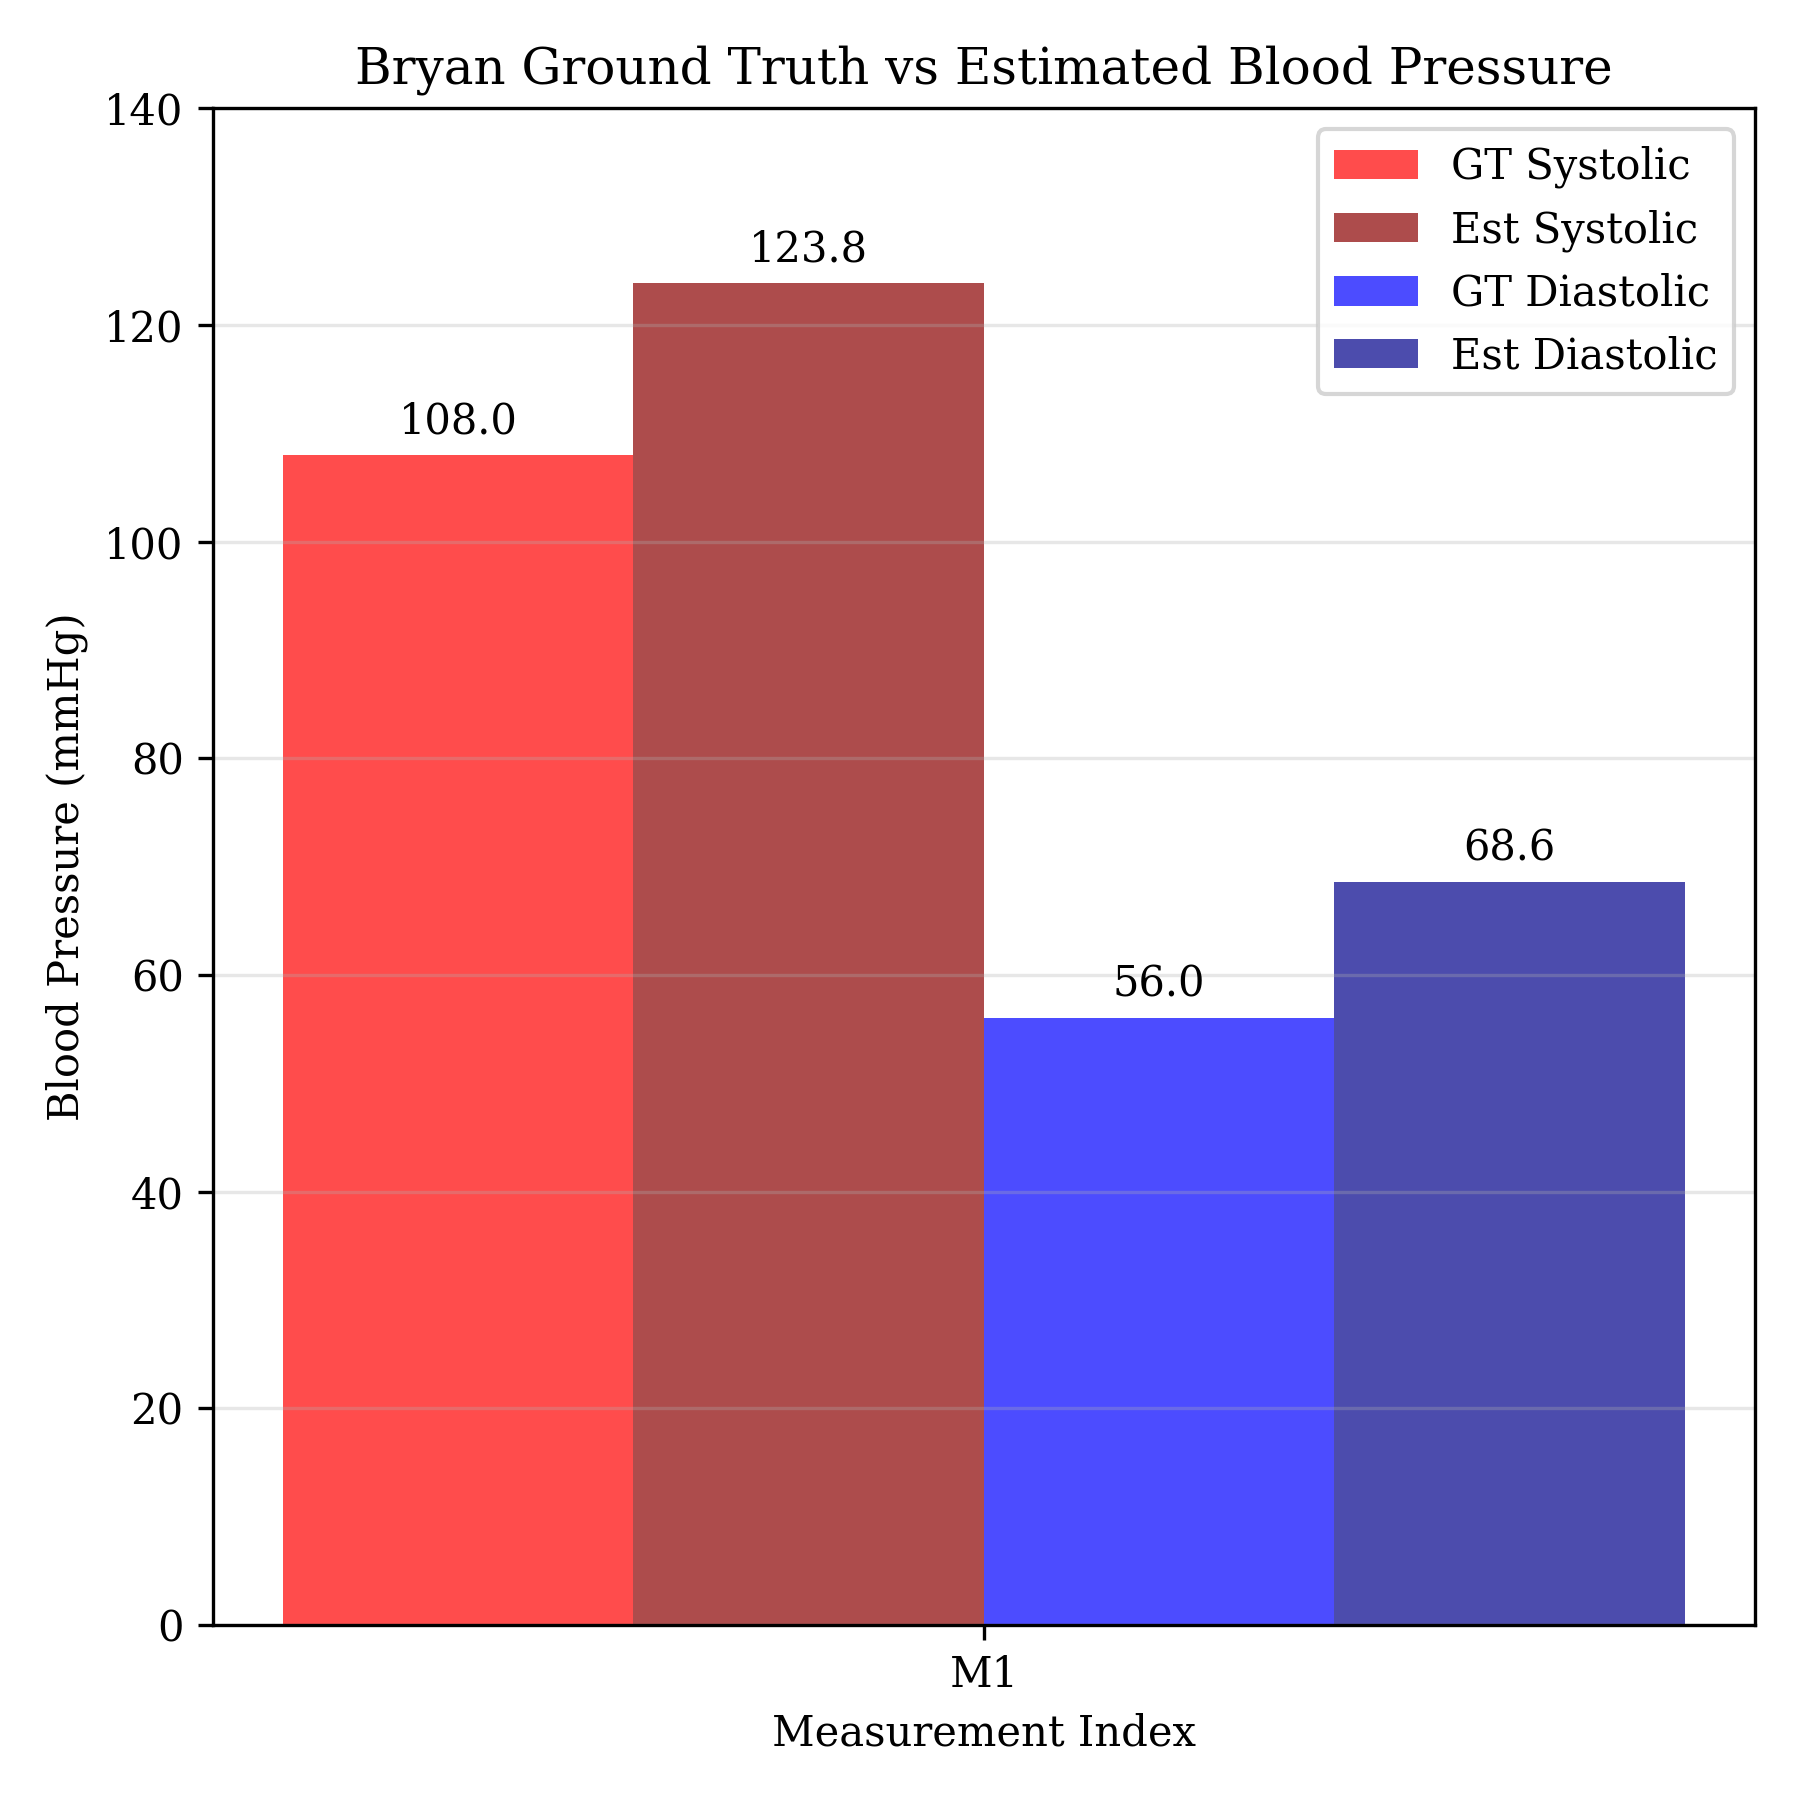 Bryan Ground Truth vs Estimated Blood Pressure
140
120
100
80
60
40
20
0
Blood Pressure (mmHg)
GT Systolic
Est Systolic
GT Diastolic
Est Diastolic
108.0
123.8
56.0
68.6
M1
Measurement Index